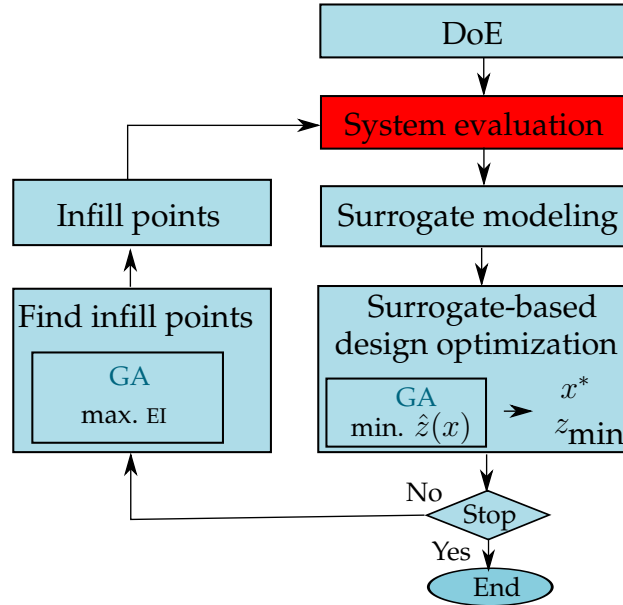 DoE
System evaluation
Infill points
Surrogate modeling
Find infill points
GA
max. EI
Surrogate-based
design optimization
GA
min. ẑ(x)
x*
zmin
No
Stop
Yes
End